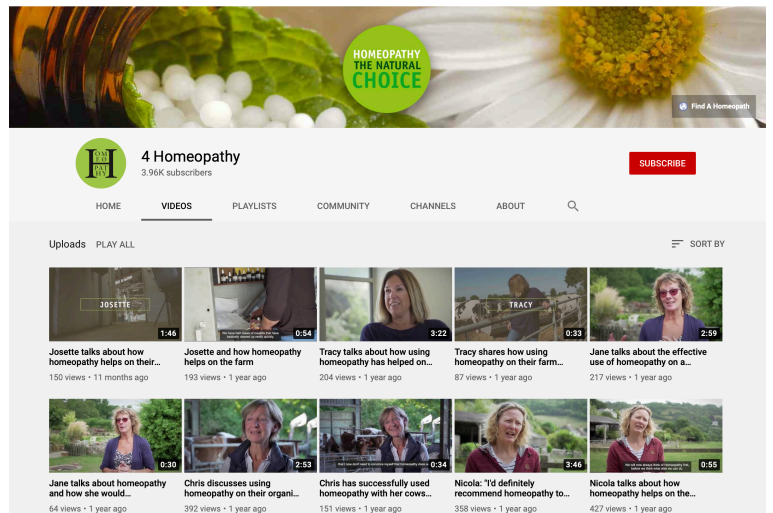 HOMEOPATHY
THE NATURAL
CHOICE
Find A Homeopath
HOM
EO
PAT
HY
4 Homeopathy
3.96K subscribers
SUBSCRIBE
HOME VIDEOS PLAYLISTS COMMUNITY CHANNELS ABOUT
Uploads PLAY ALL SORT BY
JOSETTE TRACY
1:46 0:54 3:22 0:33 2:59
Josette talks about how
homeopathy helps on their...
150 views • 11 months ago
Josette and how homeopathy
helps on the farm
193 views • 1 year ago
Tracy talks about how using
homeopathy has helped on...
204 views • 1 year ago
Tracy shares how using
homeopathy on their farm...
87 views • 1 year ago
Jane talks about the effective
use of homeopathy on a...
217 views • 1 year ago
0:30 2:53 0:34 3:46 0:55
Jane talks about homeopathy
and how she would...
64 views • 1 year ago
Chris discusses using
homeopathy on their organi...
392 views • 1 year ago
Chris has successfully used
homeopathy with her cows...
151 views • 1 year ago
Nicola: "I'd definitely
recommend homeopathy to...
358 views • 1 year ago
Nicola talks about how
homeopathy helps on the...
427 views • 1 year ago